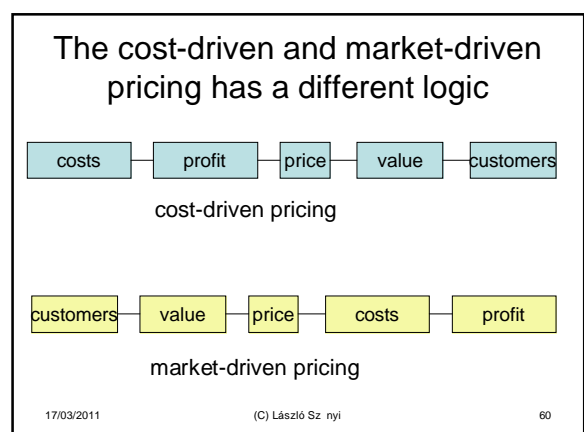 The cost-driven and market-driven
pricing has a different logic
costs profit price value customers
cost-driven pricing
customers value price costs profit
market-driven pricing
17/03/2011 (C) László Sz nyi 60